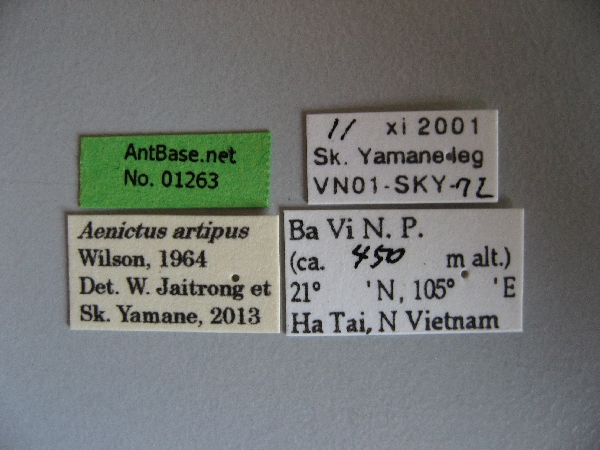 AntBase.net
No. 01263
11 xi 2001
Sk. Yamane leg
VN01-SKY-72
Aenictus artipus
Wilson, 1964
Det. W. Jaitrong et
Sk. Yamane, 2013
Ba Vi N. P.
(ca. 450 m alt.)
21° 'N, 105° 'E
Ha Tai, N Vietnam